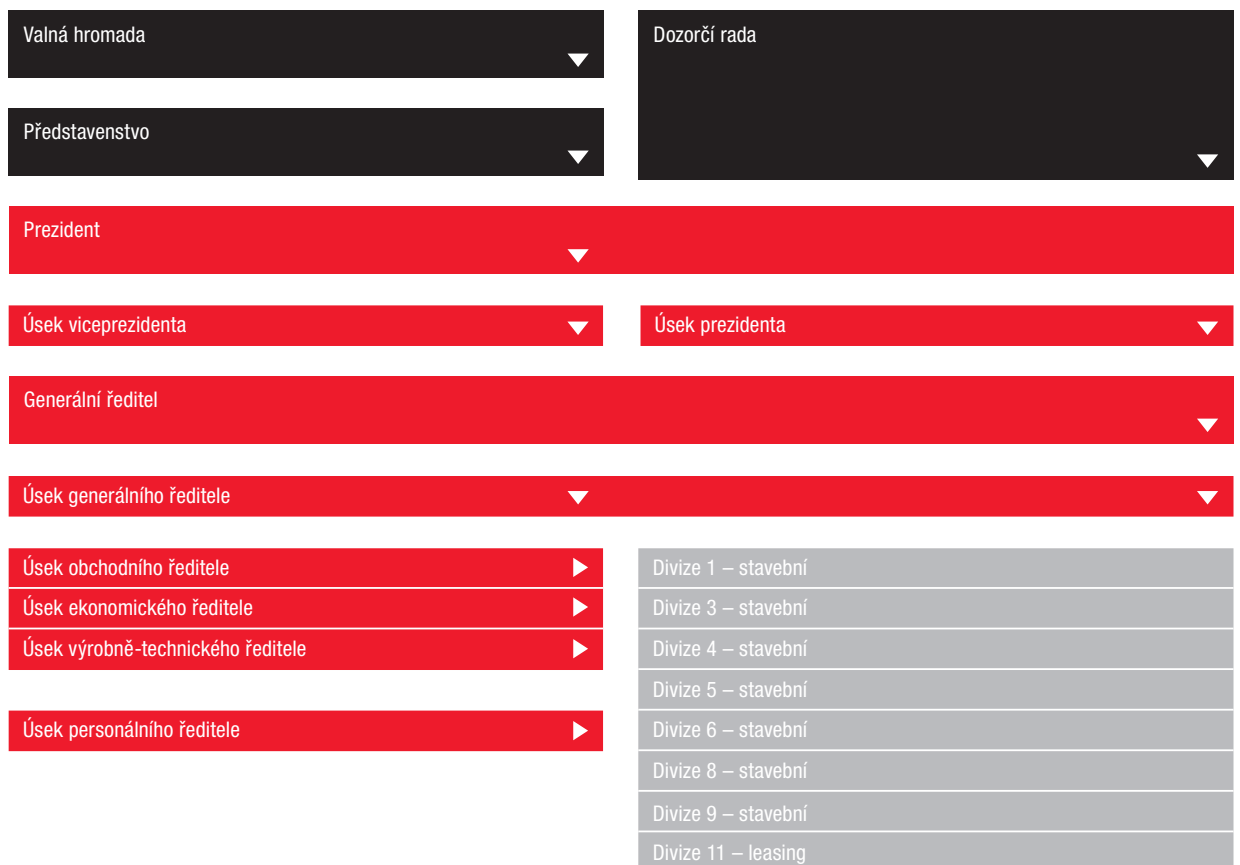 Valná hromada
Dozorčí rada
Představenstvo
Prezident
Úsek viceprezidenta
Úsek prezidenta
Generální ředitel
Úsek generálního ředitele
Úsek obchodního ředitele
Úsek ekonomického ředitele
Úsek výrobně-technického ředitele
Úsek personálního ředitele
Divize 1 – stavební
Divize 3 – stavební
Divize 4 – stavební
Divize 5 – stavební
Divize 6 – stavební
Divize 8 – stavební
Divize 9 – stavební
Divize 11 – leasing